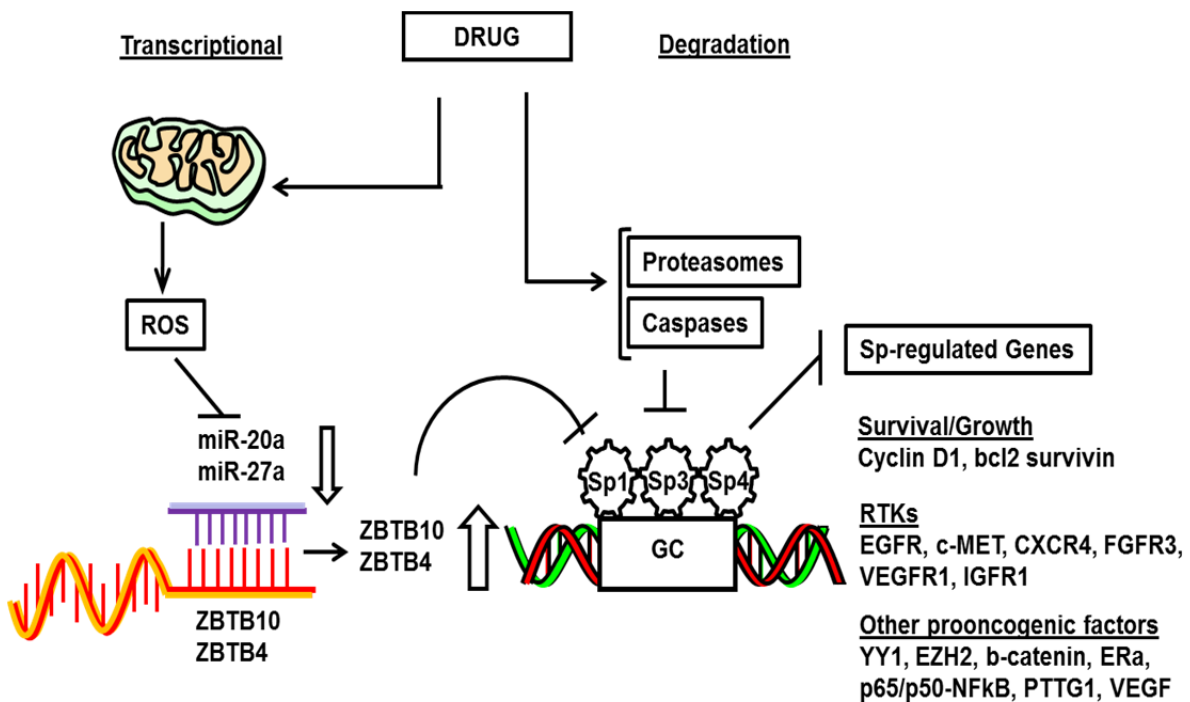 Transcriptional
DRUG
Degradation
Proteasomes
Caspases
ROS
Sp-regulated Genes
miR-20a
miR-27a
ZBTB10
ZBTB4
ZBTB10
ZBTB4
Sp1
Sp3
Sp4
GC
Survival/Growth
Cyclin D1, bcl2 survivin
RTKs
EGFR, c-MET, CXCR4, FGFR3,
VEGFR1, IGFR1
Other prooncogenic factors
YY1, EZH2, b-catenin, ERa,
p65/p50-NFkB, PTTG1, VEGF